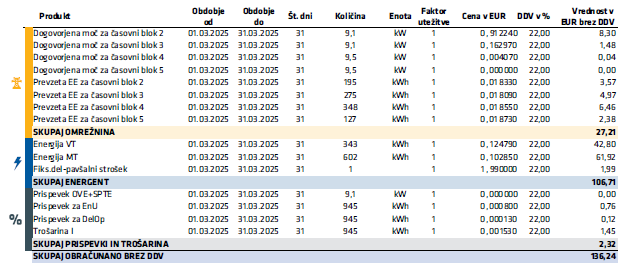 Produkt Obdobje od Obdobje do Št. dni Količina Enota Faktor utežitve Cena v EUR DDV v % Vrednost v EUR brez DDV
Dogovorjena moč za časovni blok 2 01.03.2025 31.03.2025 31 9,1 kW 1 0,912240 22,00 8,30
Dogovorjena moč za časovni blok 3 01.03.2025 31.03.2025 31 9,1 kW 1 0,162970 22,00 1,48
Dogovorjena moč za časovni blok 4 01.03.2025 31.03.2025 31 9,5 kW 1 0,004070 22,00 0,04
Dogovorjena moč za časovni blok 5 01.03.2025 31.03.2025 31 9,5 kW 1 0,000000 22,00 0,00
Prevzeta EE za časovni blok 2 01.03.2025 31.03.2025 31 195 kWh 1 0,01830 22,00 3,57
Prevzeta EE za časovni blok 3 01.03.2025 31.03.2025 31 275 kWh 1 0,01809 22,00 4,97
Prevzeta EE za časovni blok 4 01.03.2025 31.03.2025 31 348 kWh 1 0,01855 22,00 6,46
Prevzeta EE za časovni blok 5 01.03.2025 31.03.2025 31 127 kWh 1 0,01873 22,00 2,38
SKUPAJ OMREŽNINA 27,21
Energija VT 01.03.2025 31.03.2025 31 343 kWh 1 0,124790 22,00 42,80
Energija MT 01.03.2025 31.03.2025 31 602 kWh 1 0,102850 22,00 61,92
Fiks.del-pavšalni strošek 01.03.2025 31.03.2025 31 1 1 1,990000 22,00 1,99
SKUPAJ ENERGENT 106,71
Prispevek OVE+SPTE 01.03.2025 31.03.2025 31 9,1 kW 1 0,000000 22,00 0,00
Prispevek za EnU 01.03.2025 31.03.2025 31 945 kWh 1 0,000800 22,00 0,76
Prispevek za DelOp 01.03.2025 31.03.2025 31 945 kWh 1 0,000130 22,00 0,12
Trošarina I 01.03.2025 31.03.2025 31 945 kWh 1 0,001530 22,00 1,45
% SKUPAJ PRISPEVKI IN TROŠARINA 2,32
SKUPAJ OBRAČUNANO BREZ DDV 136,24